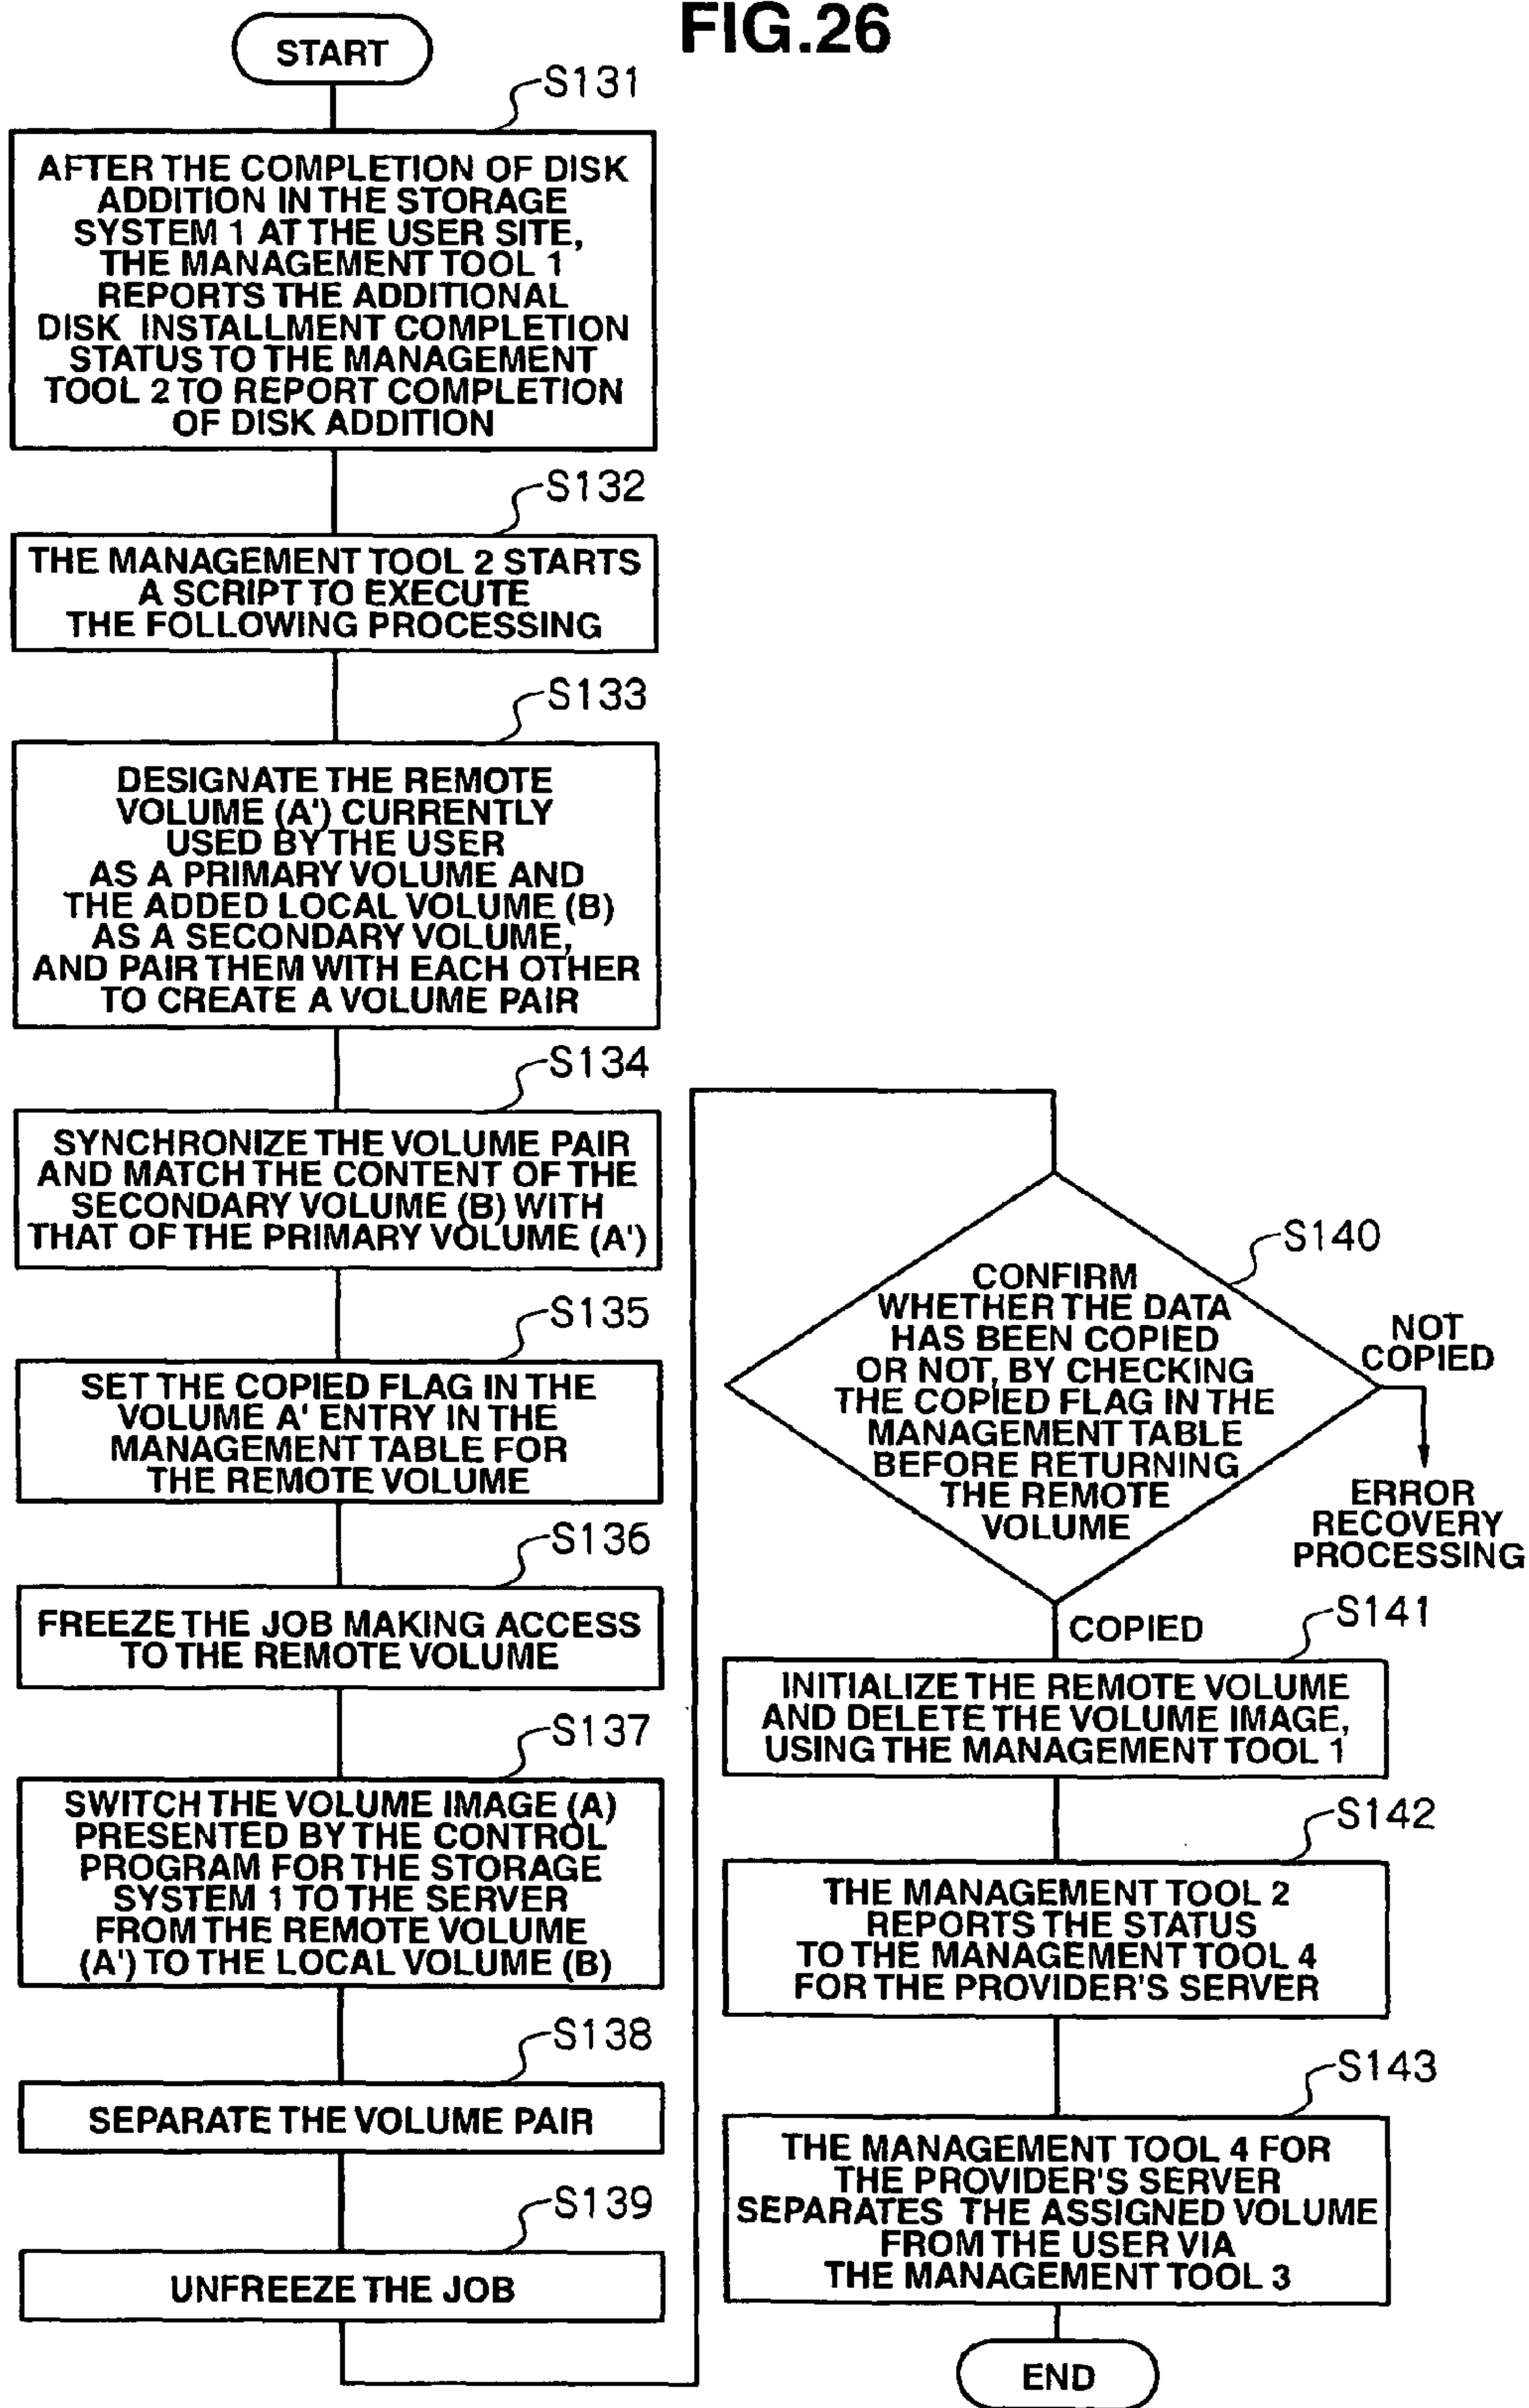 FIG.26
START
S131
AFTER THE COMPLETION OF DISK
ADDITION IN THE STORAGE
SYSTEM 1 AT THE USER SITE,
THE MANAGEMENT TOOL 1
REPORTS THE ADDITIONAL
DISK INSTALLMENT COMPLETION
STATUS TO THE MANAGEMENT
TOOL 2 TO REPORT COMPLETION
OF DISK ADDITION
S132
THE MANAGEMENT TOOL 2 STARTS
A SCRIPT TO EXECUTE
THE FOLLOWING PROCESSING
S133
DESIGNATE THE REMOTE
VOLUME (A') CURRENTLY
USED BY THE USER
AS A PRIMARY VOLUME AND
THE ADDED LOCAL VOLUME (B)
AS A SECONDARY VOLUME,
AND PAIR THEM WITH EACH OTHER
TO CREATE A VOLUME PAIR
S134
SYNCHRONIZE THE VOLUME PAIR
AND MATCH THE CONTENT OF THE
SECONDARY VOLUME (B) WITH
THAT OF THE PRIMARY VOLUME (A')
S135
SET THE COPIED FLAG IN THE
VOLUME A' ENTRY IN THE
MANAGEMENT TABLE FOR
THE REMOTE VOLUME
S136
FREEZE THE JOB MAKING ACCESS
TO THE REMOTE VOLUME
S137
SWITCH THE VOLUME IMAGE (A)
PRESENTED BY THE CONTROL
PROGRAM FOR THE STORAGE
SYSTEM 1 TO THE SERVER
FROM THE REMOTE VOLUME
(A') TO THE LOCAL VOLUME (B)
S138
SEPARATE THE VOLUME PAIR
S139
UNFREEZE THE JOB
S140
CONFIRM
WHETHER THE DATA
HAS BEEN COPIED
OR NOT, BY CHECKING
THE COPIED FLAG IN THE
MANAGEMENT TABLE
BEFORE RETURNING
THE REMOTE
VOLUME
NOT
COPIED
ERROR
RECOVERY
PROCESSING
COPIED
S141
INITIALIZE THE REMOTE VOLUME
AND DELETE THE VOLUME IMAGE,
USING THE MANAGEMENT TOOL 1
S142
THE MANAGEMENT TOOL 2
REPORTS THE STATUS
TO THE MANAGEMENT TOOL 4
FOR THE PROVIDER'S SERVER
S143
THE MANAGEMENT TOOL 4 FOR
THE PROVIDER'S SERVER
SEPARATES THE ASSIGNED VOLUME
FROM THE USER VIA
THE MANAGEMENT TOOL 3
END